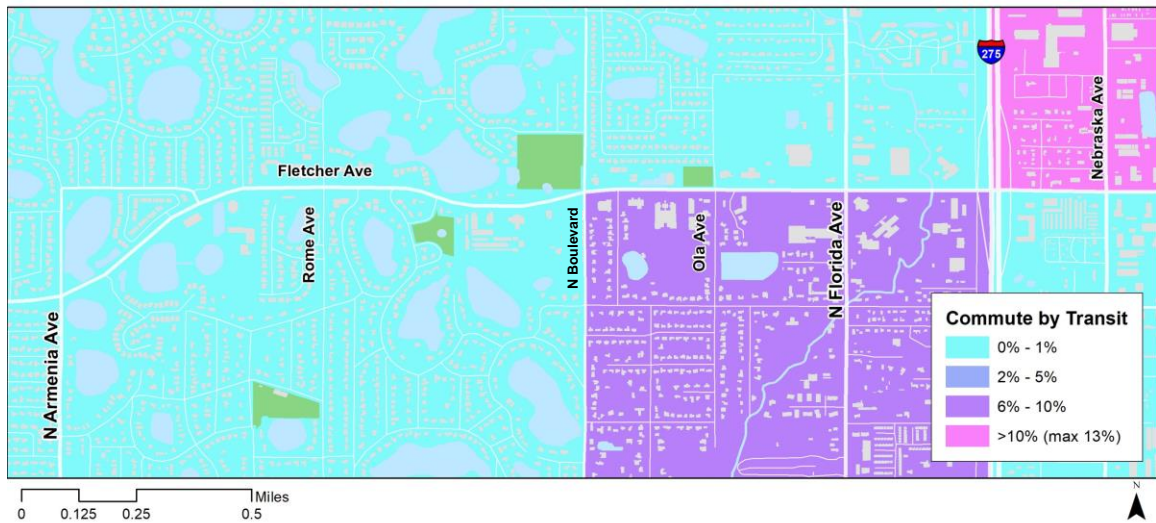 275
Nebraska Ave
Fletcher Ave
Rome Ave
N Boulevard
Ola Ave
N Florida Ave
N Armenia Ave
Commute by Transit
0% - 1%
2% - 5%
6% - 10%
>10% (max 13%)
Miles
0 0.125 0.25 0.5
N